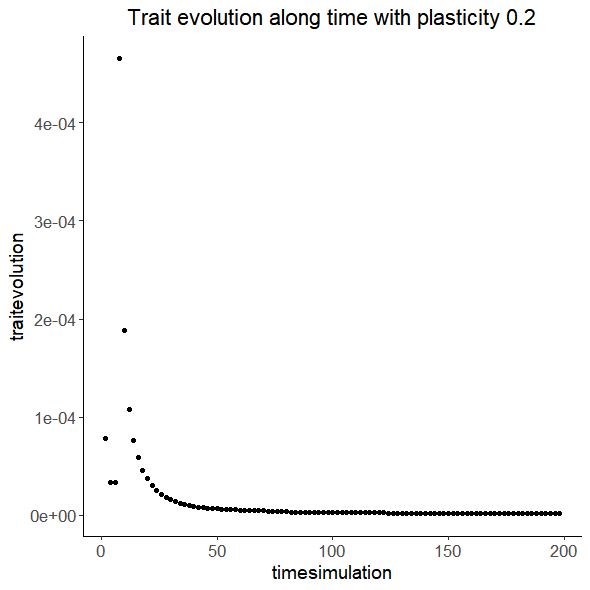 Trait evolution along time with plasticity 0.2
traitevolution
4e-04
3e-04
2e-04
1e-04
0e+00
0 50 100 150 200
timesimulation